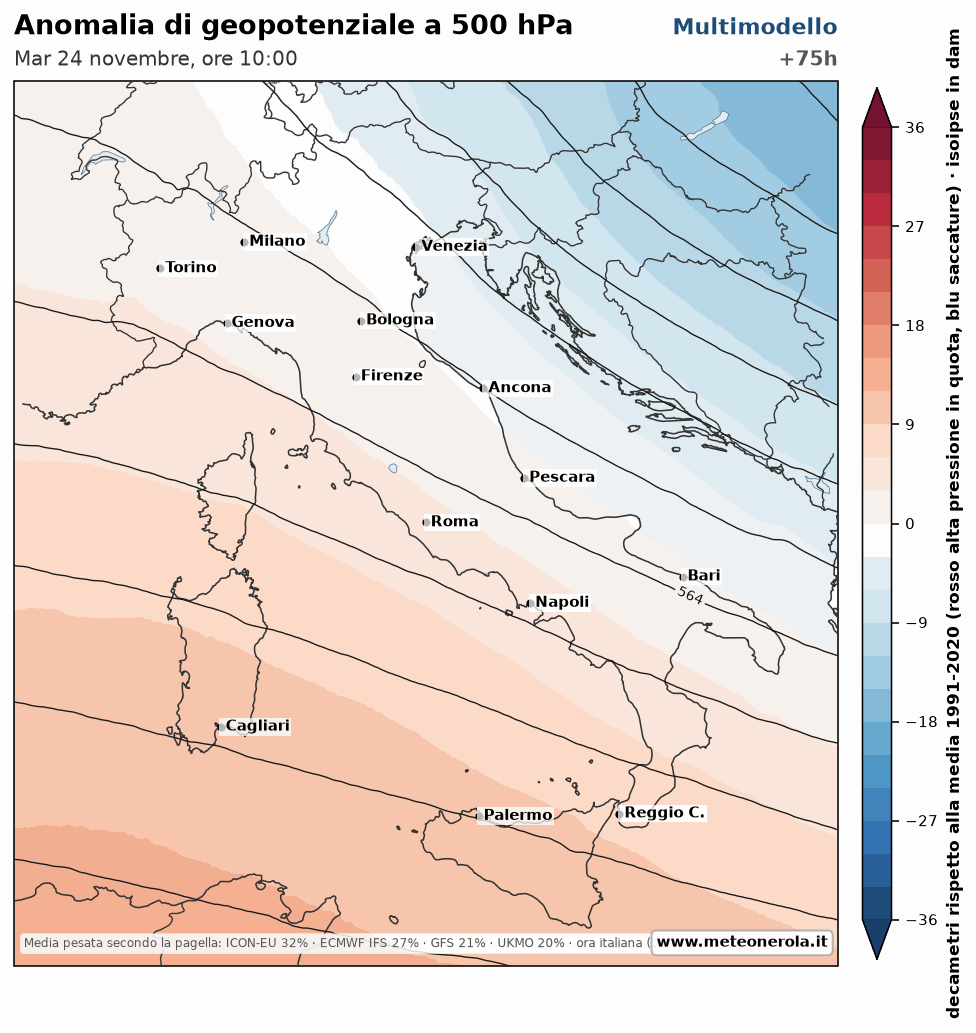 Anomalia di geopotenziale a 500 hPa
Multimodello
Mar 24 novembre, ore 10:00
+75h
Milano
Venezia
Torino
Genova
Bologna
Firenze
Ancona
Pescara
Roma
Bari
564
Napoli
Cagliari
Palermo
Reggio C.
Media pesata secondo la pagella: ICON-EU 32% · ECMWF IFS 27% · GFS 21% · UKMO 20% · ora italiana (
www.meteonerola.it
36
27
18
9
0
−9
−18
−27
−36
decametri rispetto alla media 1991-2020 (rosso alta pressione in quota, blu saccature) · isoipse in dam